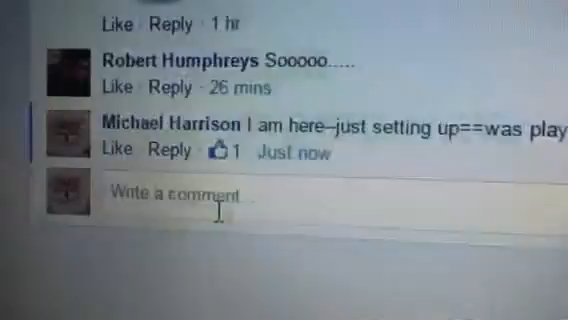 Like · Reply · 1 hr
Robert Humphreys Sooooo.....
Like · Reply · 26 mins
Michael Harrison I am here–just setting up==was play
Like · Reply · 1 Just now
Write a comment...